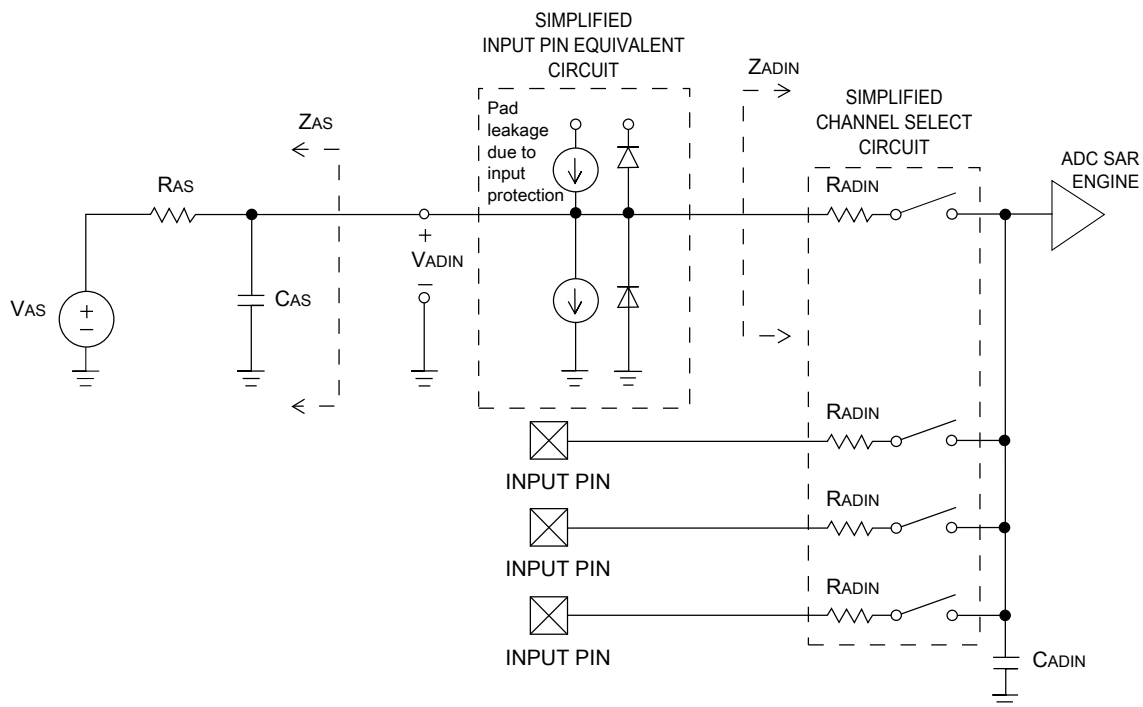 SIMPLIFIED
INPUT PIN EQUIVALENT
CIRCUIT
Pad
leakage
due to
input
protection
ZAS
RAS
ZADIN
SIMPLIFIED
CHANNEL SELECT
CIRCUIT
RADIN
ADC SAR
ENGINE
+
VADIN
–
CAS
VAS
+
–
RADIN
INPUT PIN
RADIN
INPUT PIN
RADIN
INPUT PIN
CADIN